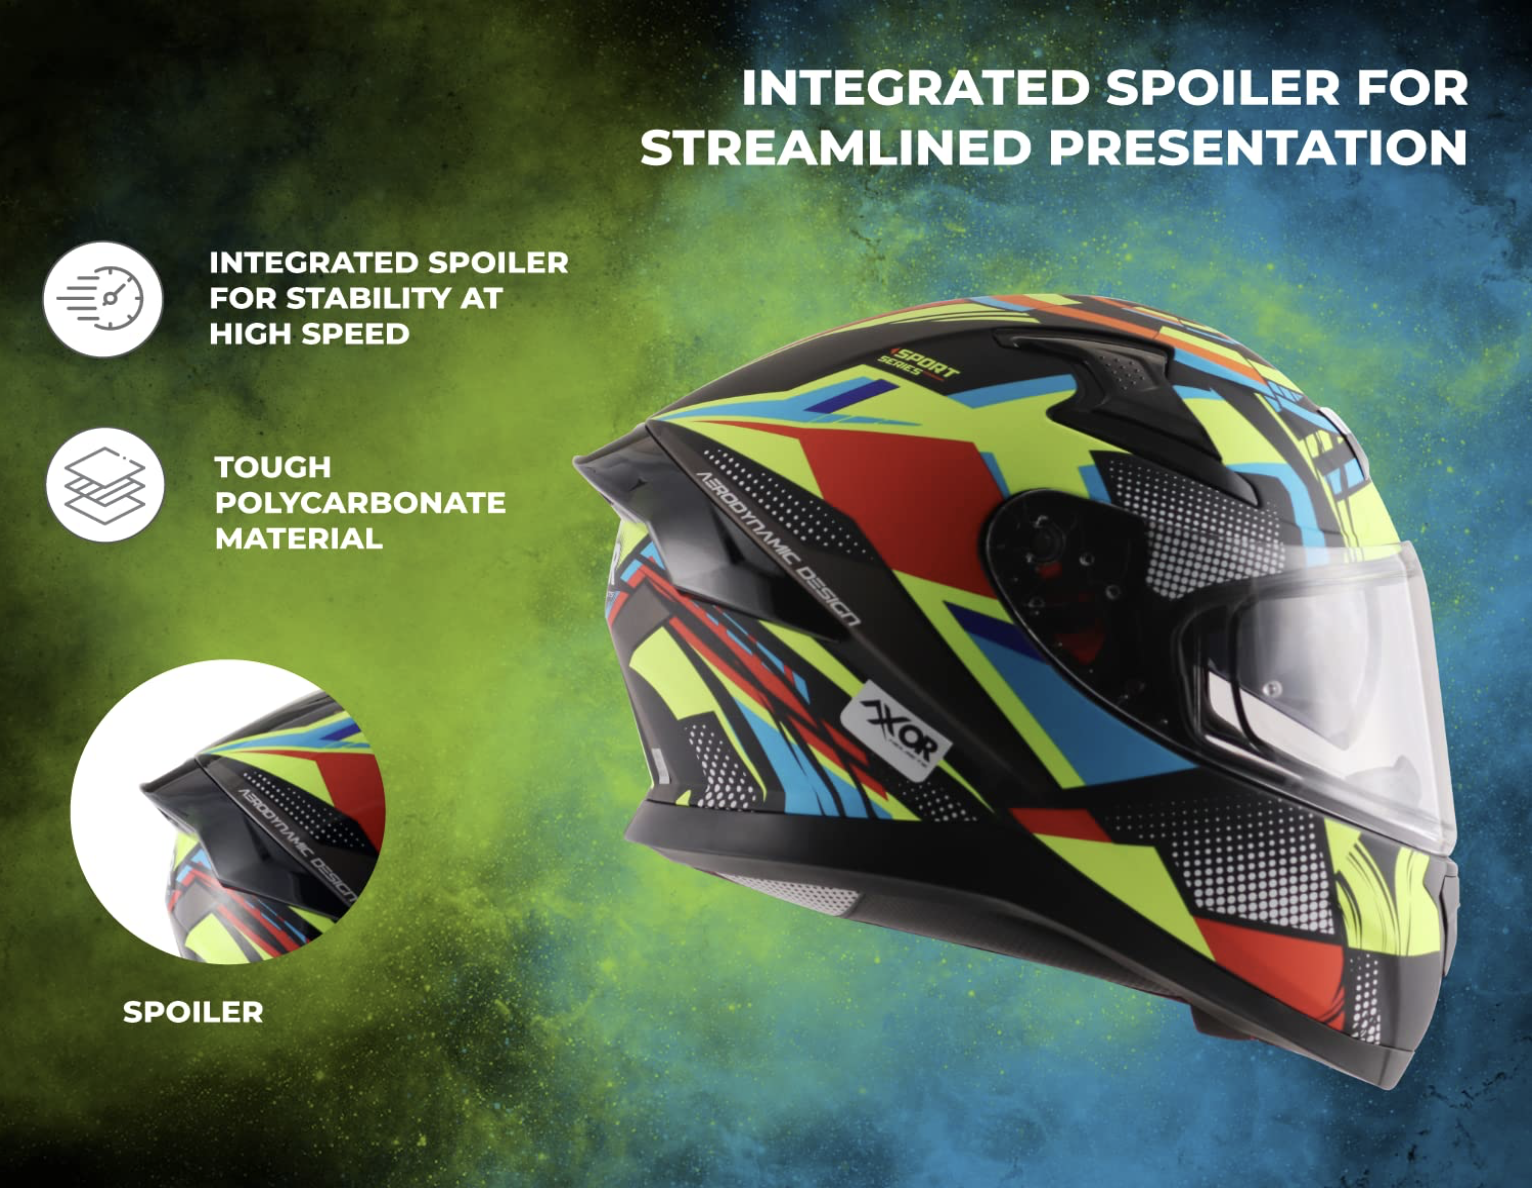 INTEGRATED SPOILER FOR
STREAMLINED PRESENTATION
INTEGRATED SPOILER
FOR STABILITY AT
HIGH SPEED
TOUGH
POLYCARBONATE
MATERIAL
SPORT
SERIES
AERODYNAMIC DESIGN
AXOR
AERODYNAMIC DESIGN
SPOILER